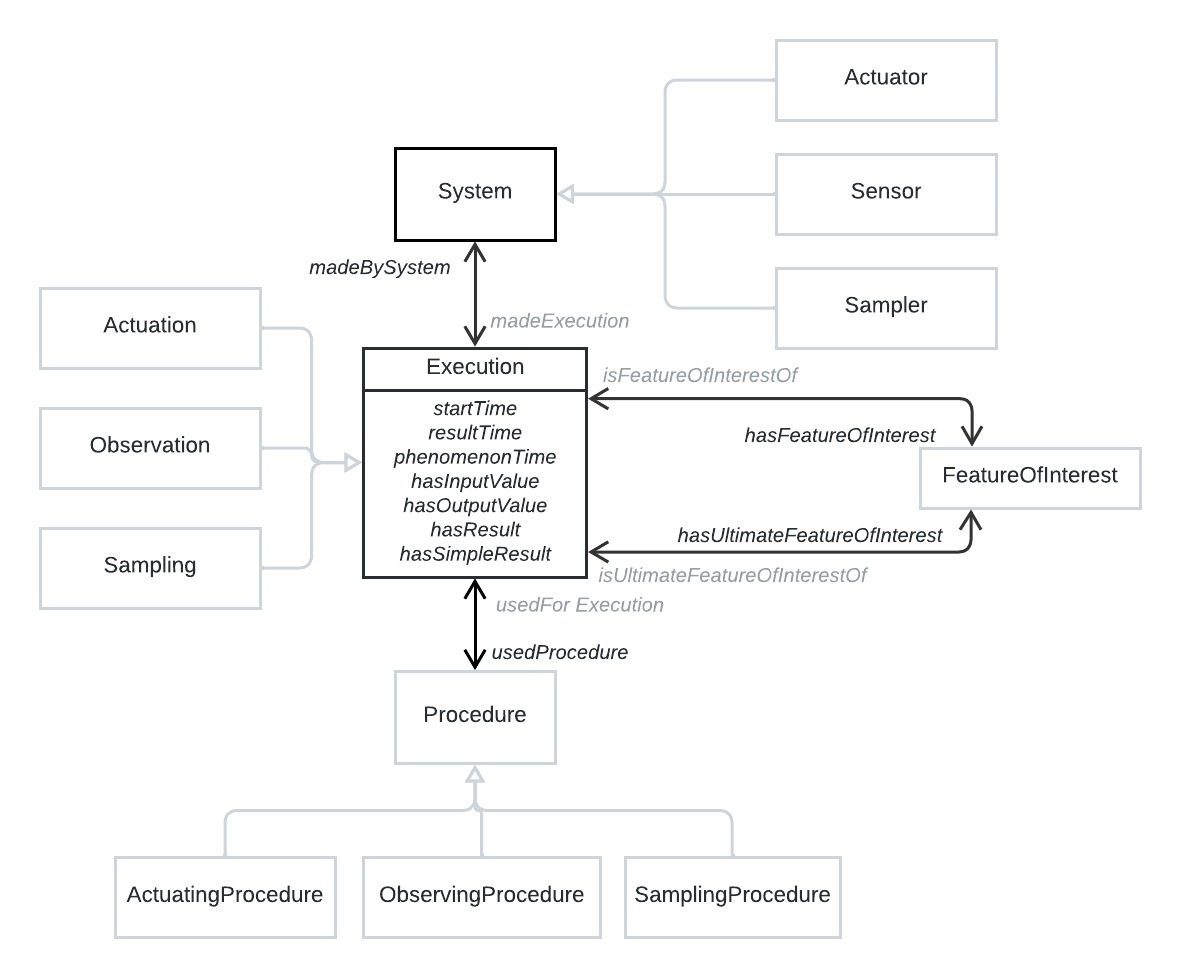 Actuator
System
Sensor
madeBySystem
Sampler
madeExecution
Actuation
Execution
isFeatureOfInterestOf
startTime
resultTime
phenomenonTime
hasInputValue
hasOutputValue
hasResult
hasSimpleResult
hasFeatureOfInterest
Observation
FeatureOfInterest
hasUltimateFeatureOfInterest
Sampling
isUltimateFeatureOfInterestOf
usedFor Execution
usedProcedure
Procedure
ActuatingProcedure
ObservingProcedure
SamplingProcedure